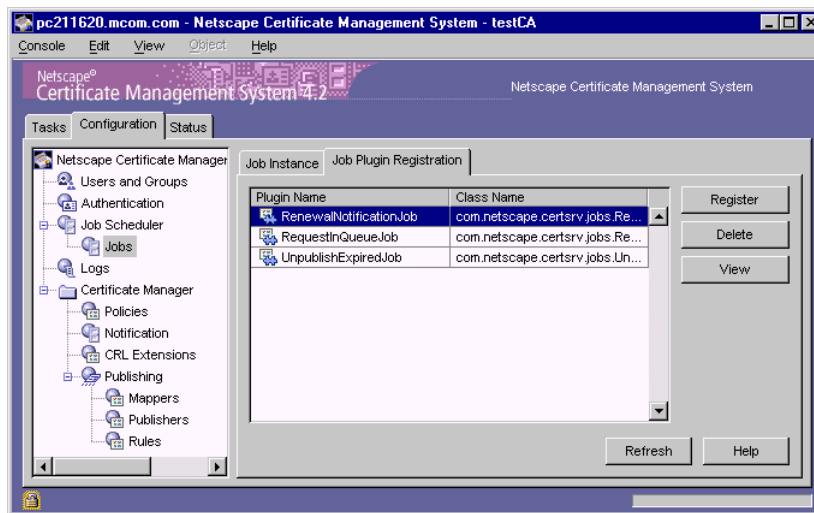 pc211620.mcom.com - Netscape Certificate Management System - testCA
Console Edit View Object Help
Netscape®
Certificate Management System 4.2
Netscape Certificate Management System
Tasks Configuration Status
Netscape Certificate Manager
Users and Groups
Authentication
Job Scheduler
Jobs
Logs
Certificate Manager
Policies
Notification
CRL Extensions
Publishing
Mappers
Publishers
Rules
Job Instance Job Plugin Registration
Plugin Name Class Name
RenewalNotificationJob com.netscape.certsrv.jobs.Re...
RequestInQueueJob com.netscape.certsrv.jobs.Re...
UnpublishExpiredJob com.netscape.certsrv.jobs.Un...
Register
Delete
View
Refresh Help